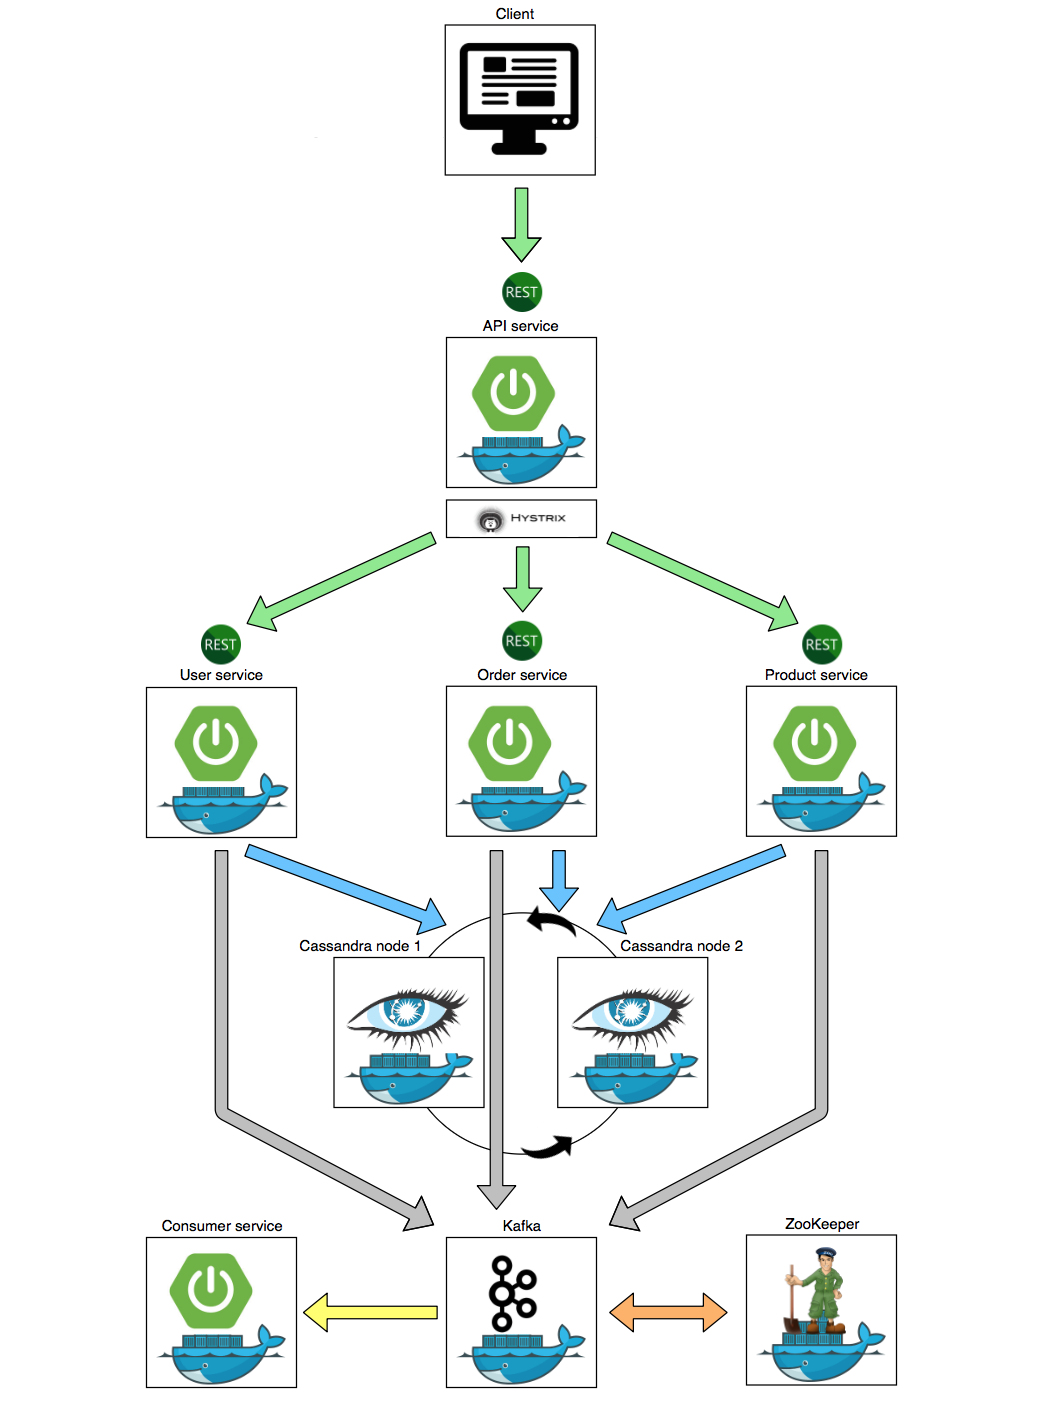 Client
REST
API service
HYSTRIX
REST
REST
REST
User service
Order service
Product service
Cassandra node 1
Cassandra node 2
Consumer service
Kafka
ZooKeeper